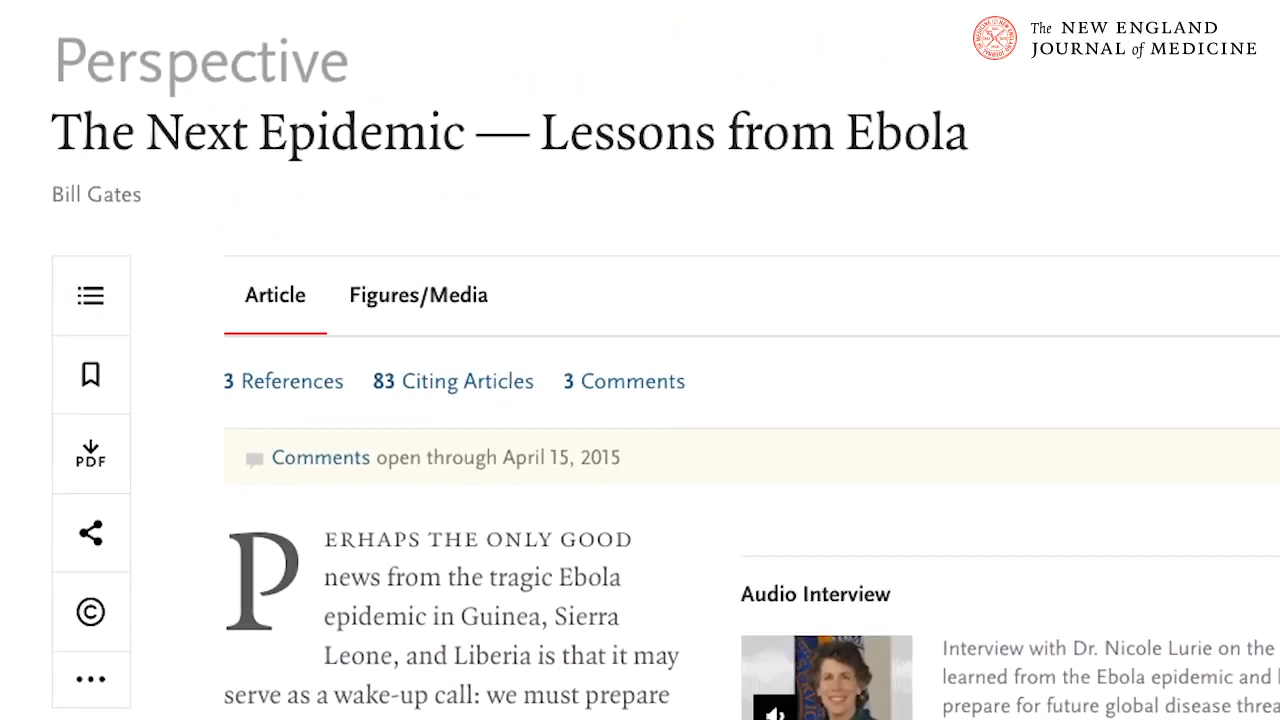 The NEW ENGLAND
JOURNAL of MEDICINE
Perspective
The Next Epidemic — Lessons from Ebola
Bill Gates
Article Figures/Media
3 References 83 Citing Articles 3 Comments
Comments open through April 15, 2015
PDF
PERHAPS THE ONLY GOOD
news from the tragic Ebola
epidemic in Guinea, Sierra
Leone, and Liberia is that it may
serve as a wake-up call: we must prepare
Audio Interview
Interview with Dr. Nicole Lurie on the
learned from the Ebola epidemic and
prepare for future global disease